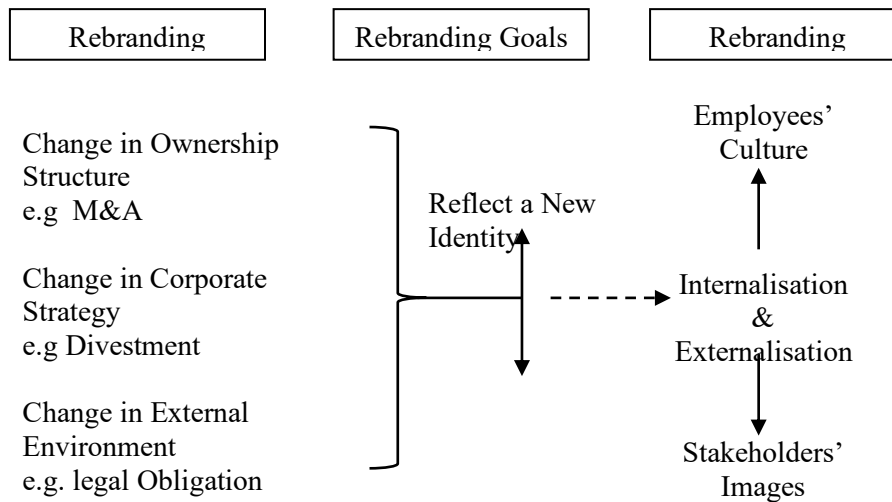 Rebranding
Rebranding Goals
Rebranding
Change in Ownership
Structure
e.g  M&A
Change in Corporate
Strategy
e.g Divestment
Change in External
Environment
e.g. legal Obligation
Reflect a New
Identity
Employees’
Culture
Internalisation
&
Externalisation
Stakeholders’
Images